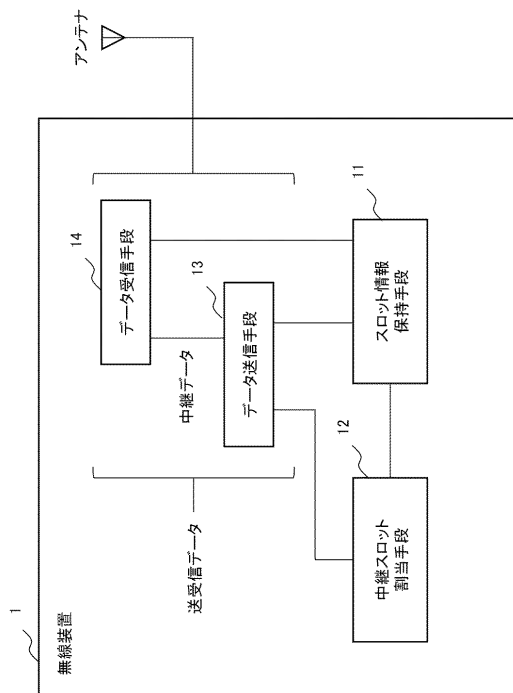 1
無線装置
アンテナ
送受信データ
14
データ受信手段
中継データ
13
データ送信手段
12
中継スロット
割当手段
11
スロット情報
保持手段